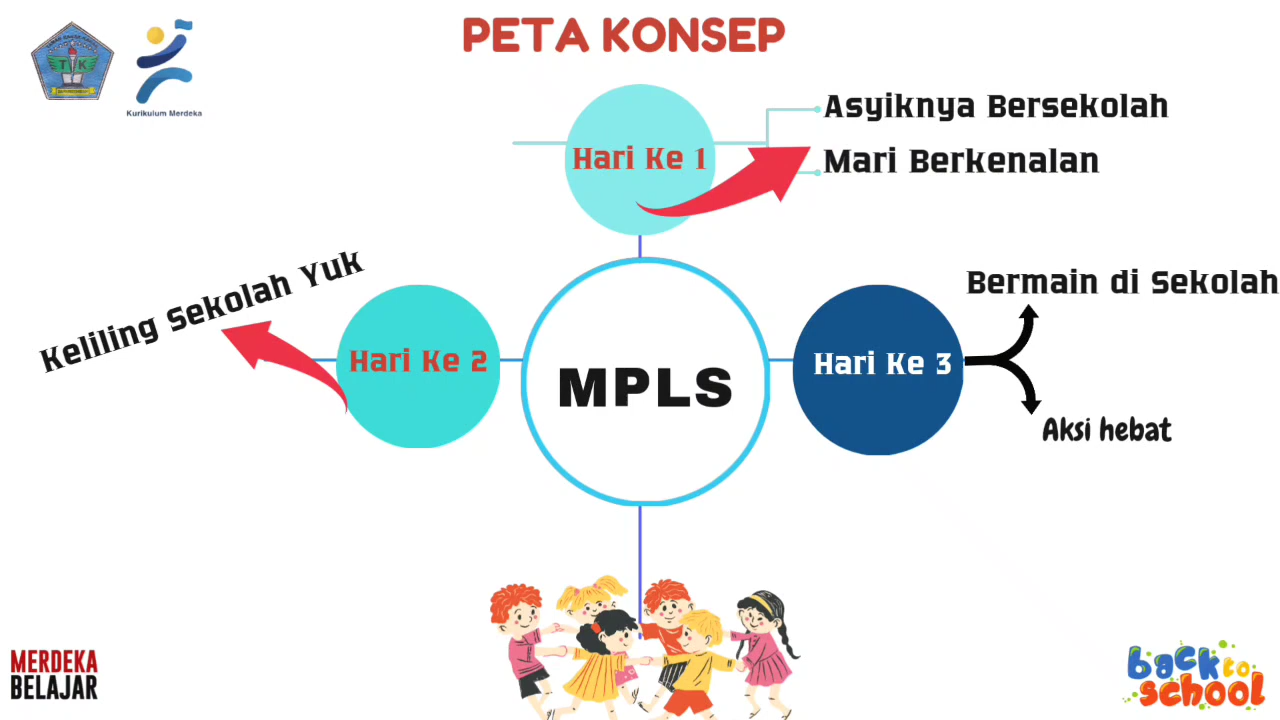 PETA KONSEP
T K
Kurikulum Merdeka
Hari Ke 1
Asyiknya Bersekolah
Mari Berkenalan
Keliling Sekolah Yuk
Hari Ke 2
MPLS
Hari Ke 3
Bermain di Sekolah
Aksi hebat
MERDEKA
BELAJAR
back to
school